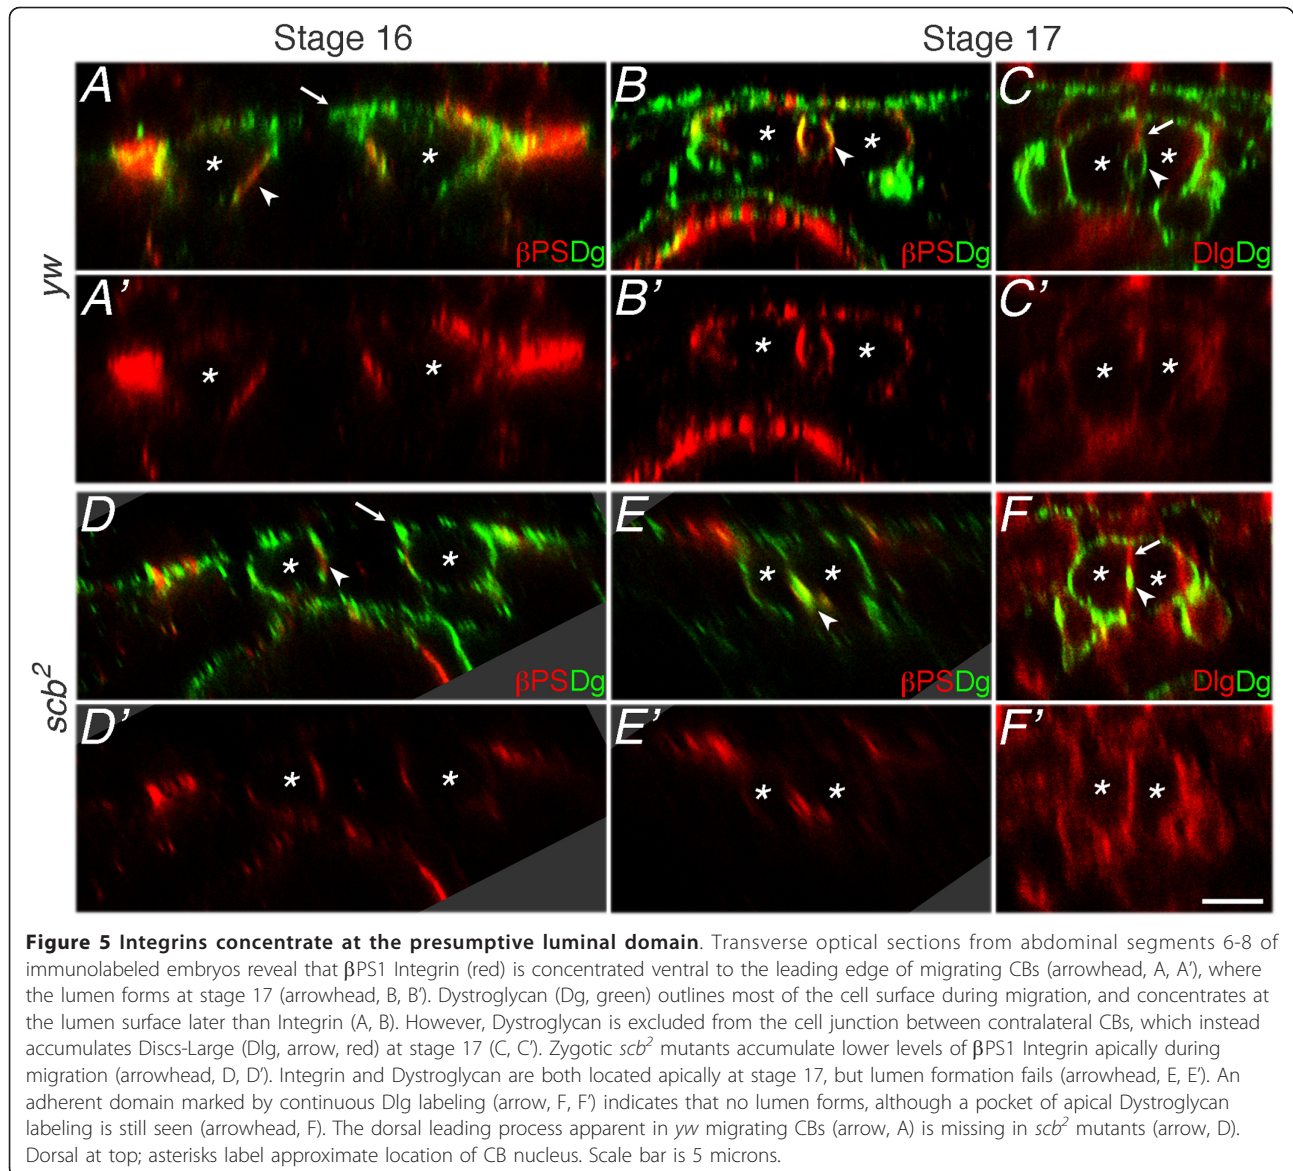 Stage 16
Stage 17
yw
scb²
A
B
C
βPSDg
βPSDg
DlgDg
A'
B'
C'
D
E
F
βPSDg
βPSDg
DlgDg
D'
E'
F'
Figure 5 Integrins concentrate at the presumptive luminal domain. Transverse optical sections from abdominal segments 6-8 of
immunolabeled embryos reveal that βPS1 Integrin (red) is concentrated ventral to the leading edge of migrating CBs (arrowhead, A, A′), where
the lumen forms at stage 17 (arrowhead, B, B′). Dystroglycan (Dg, green) outlines most of the cell surface during migration, and concentrates at
the lumen surface later than Integrin (A, B). However, Dystroglycan is excluded from the cell junction between contralateral CBs, which instead
accumulates Discs-Large (Dlg, arrow, red) at stage 17 (C, C′). Zygotic scb² mutants accumulate lower levels of βPS1 Integrin apically during
migration (arrowhead, D, D′). Integrin and Dystroglycan are both located apically at stage 17, but lumen formation fails (arrowhead, E, E′). An
adherent domain marked by continuous Dlg labeling (arrow, F, F′) indicates that no lumen forms, although a pocket of apical Dystroglycan
labeling is still seen (arrowhead, F). The dorsal leading process apparent in yw migrating CBs (arrow, A) is missing in scb² mutants (arrow, D).
Dorsal at top; asterisks label approximate location of CB nucleus. Scale bar is 5 microns.